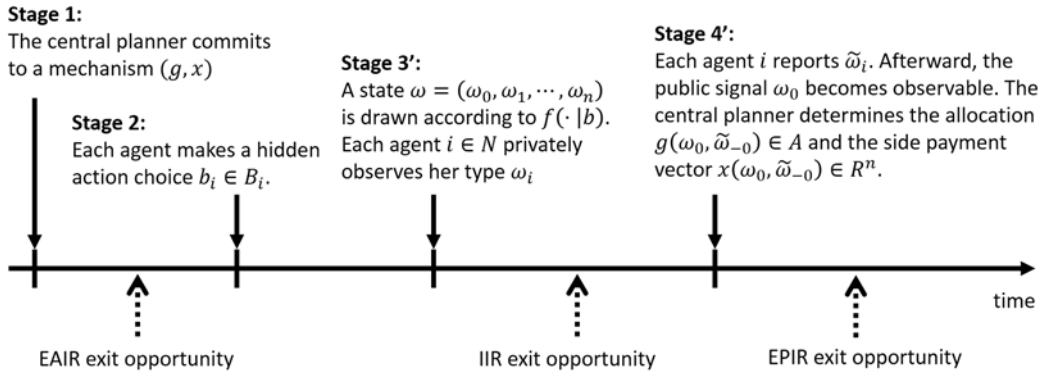 Stage 1:
The central planner commits
to a mechanism (g, x)
Stage 2:
Each agent makes a hidden
action choice b_i ∈ B_i.
Stage 3':
A state ω = (ω_0, ω_1, ⋯, ω_n)
is drawn according to f(· |b).
Each agent i ∈ N privately
observes her type ω_i
Stage 4':
Each agent i reports ω̃_i. Afterward, the
public signal ω_0 becomes observable. The
central planner determines the allocation
g(ω_0, ω̃_{-0}) ∈ A and the side payment
vector x(ω_0, ω̃_{-0}) ∈ R^n.
time
EAIR exit opportunity
IIR exit opportunity
EPIR exit opportunity